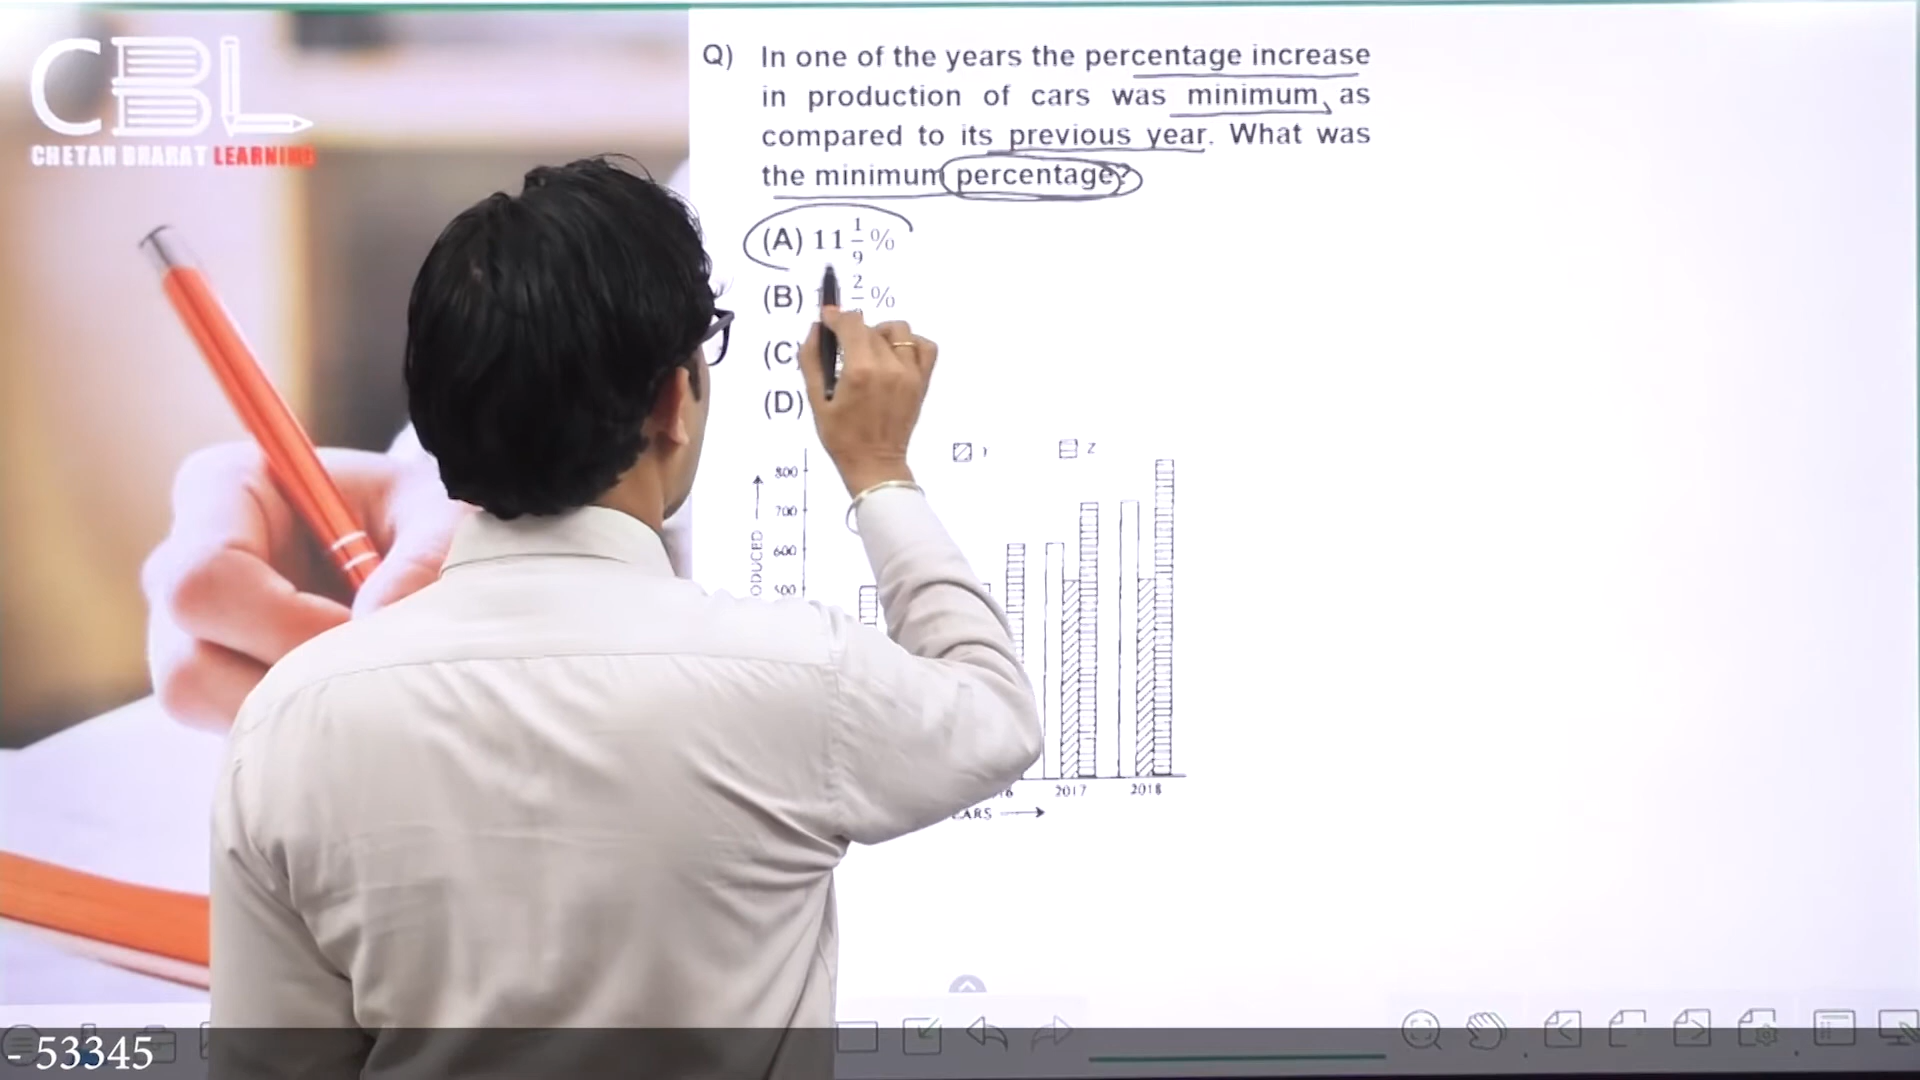 CBL
CHETAN BHARAT LEARNING
Q) In one of the years the percentage increase
in production of cars was minimum, as
compared to its previous year. What was
the minimum percentage?
(A) 11 1/9 %
(B) 2/ %
(C)
(D)
Z
800
700
600
500
2017 2018
- 53345